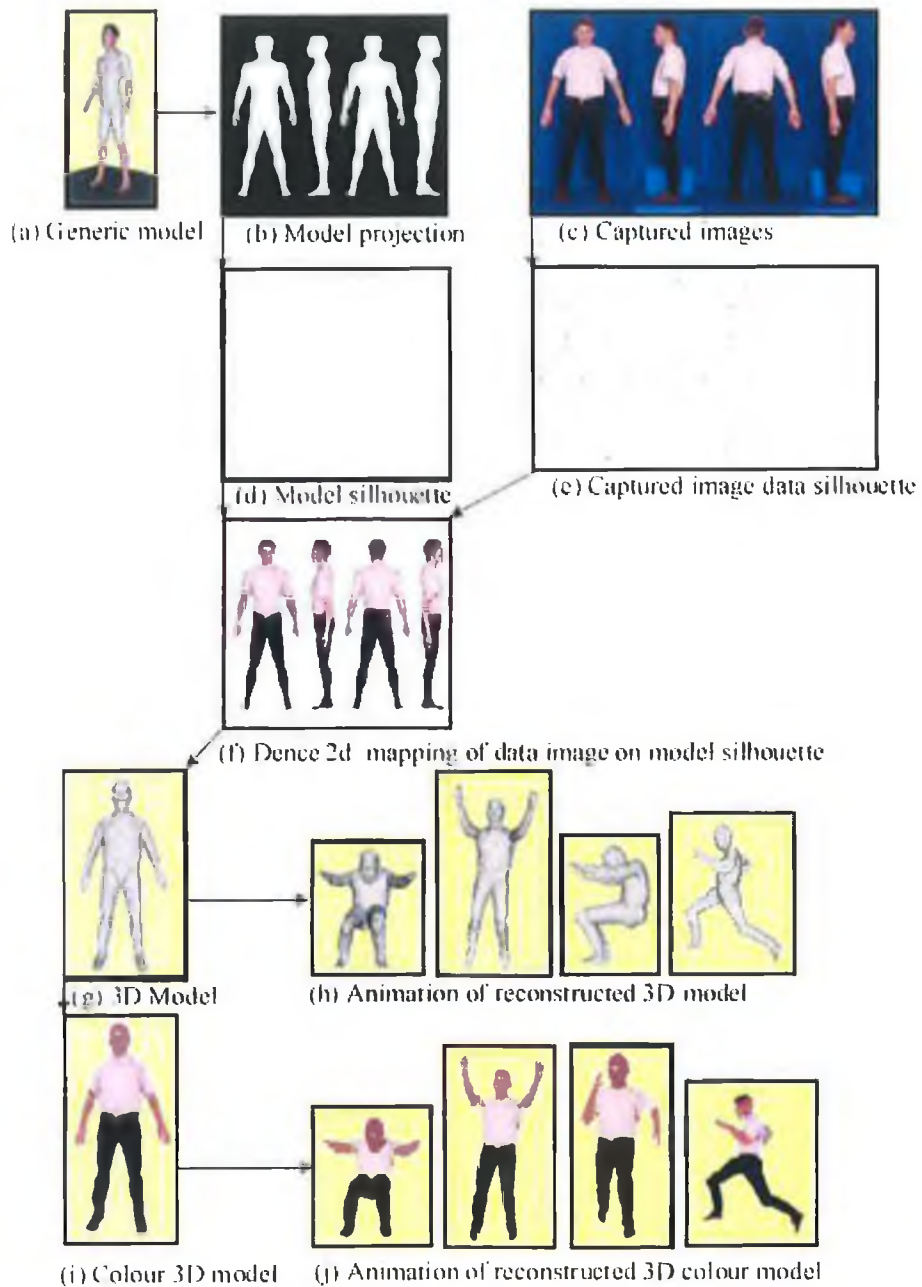 (a) Generic model
(b) Model projection
(c) Captured images
(d) Model silhouette
(e) Captured image data silhouette
(f) Dence 2d mapping of data image on model silhouette
(g) 3D Model
(h) Animation of reconstructed 3D model
(i) Colour 3D model
(j) Animation of reconstructed 3D colour model